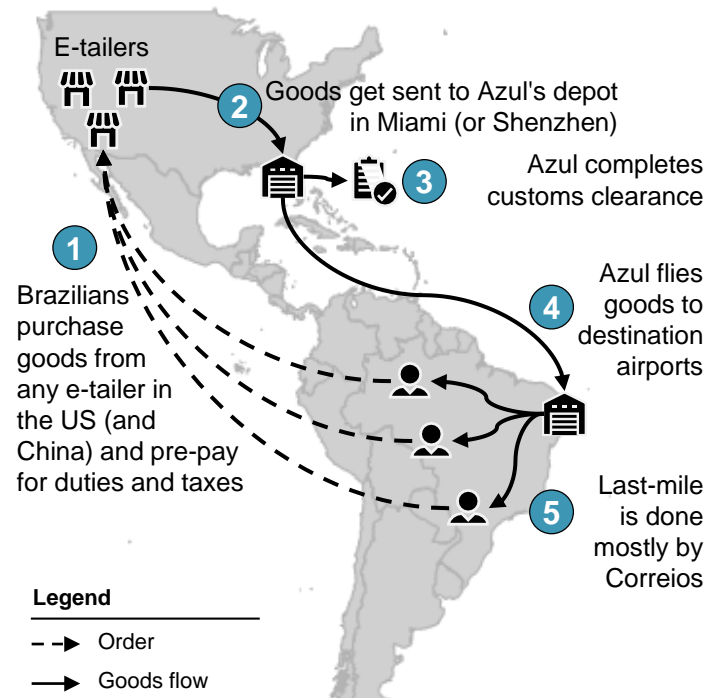 E-tailers
2
Goods get sent to Azul's depot
in Miami (or Shenzhen)
3
Azul completes
customs clearance
1
Brazilians
purchase
goods from
any e-tailer in
the US (and
China) and pre-pay
for duties and taxes
4
Azul flies
goods to
destination
airports
5
Last-mile
is done
mostly by
Correios
Legend
Order
Goods flow